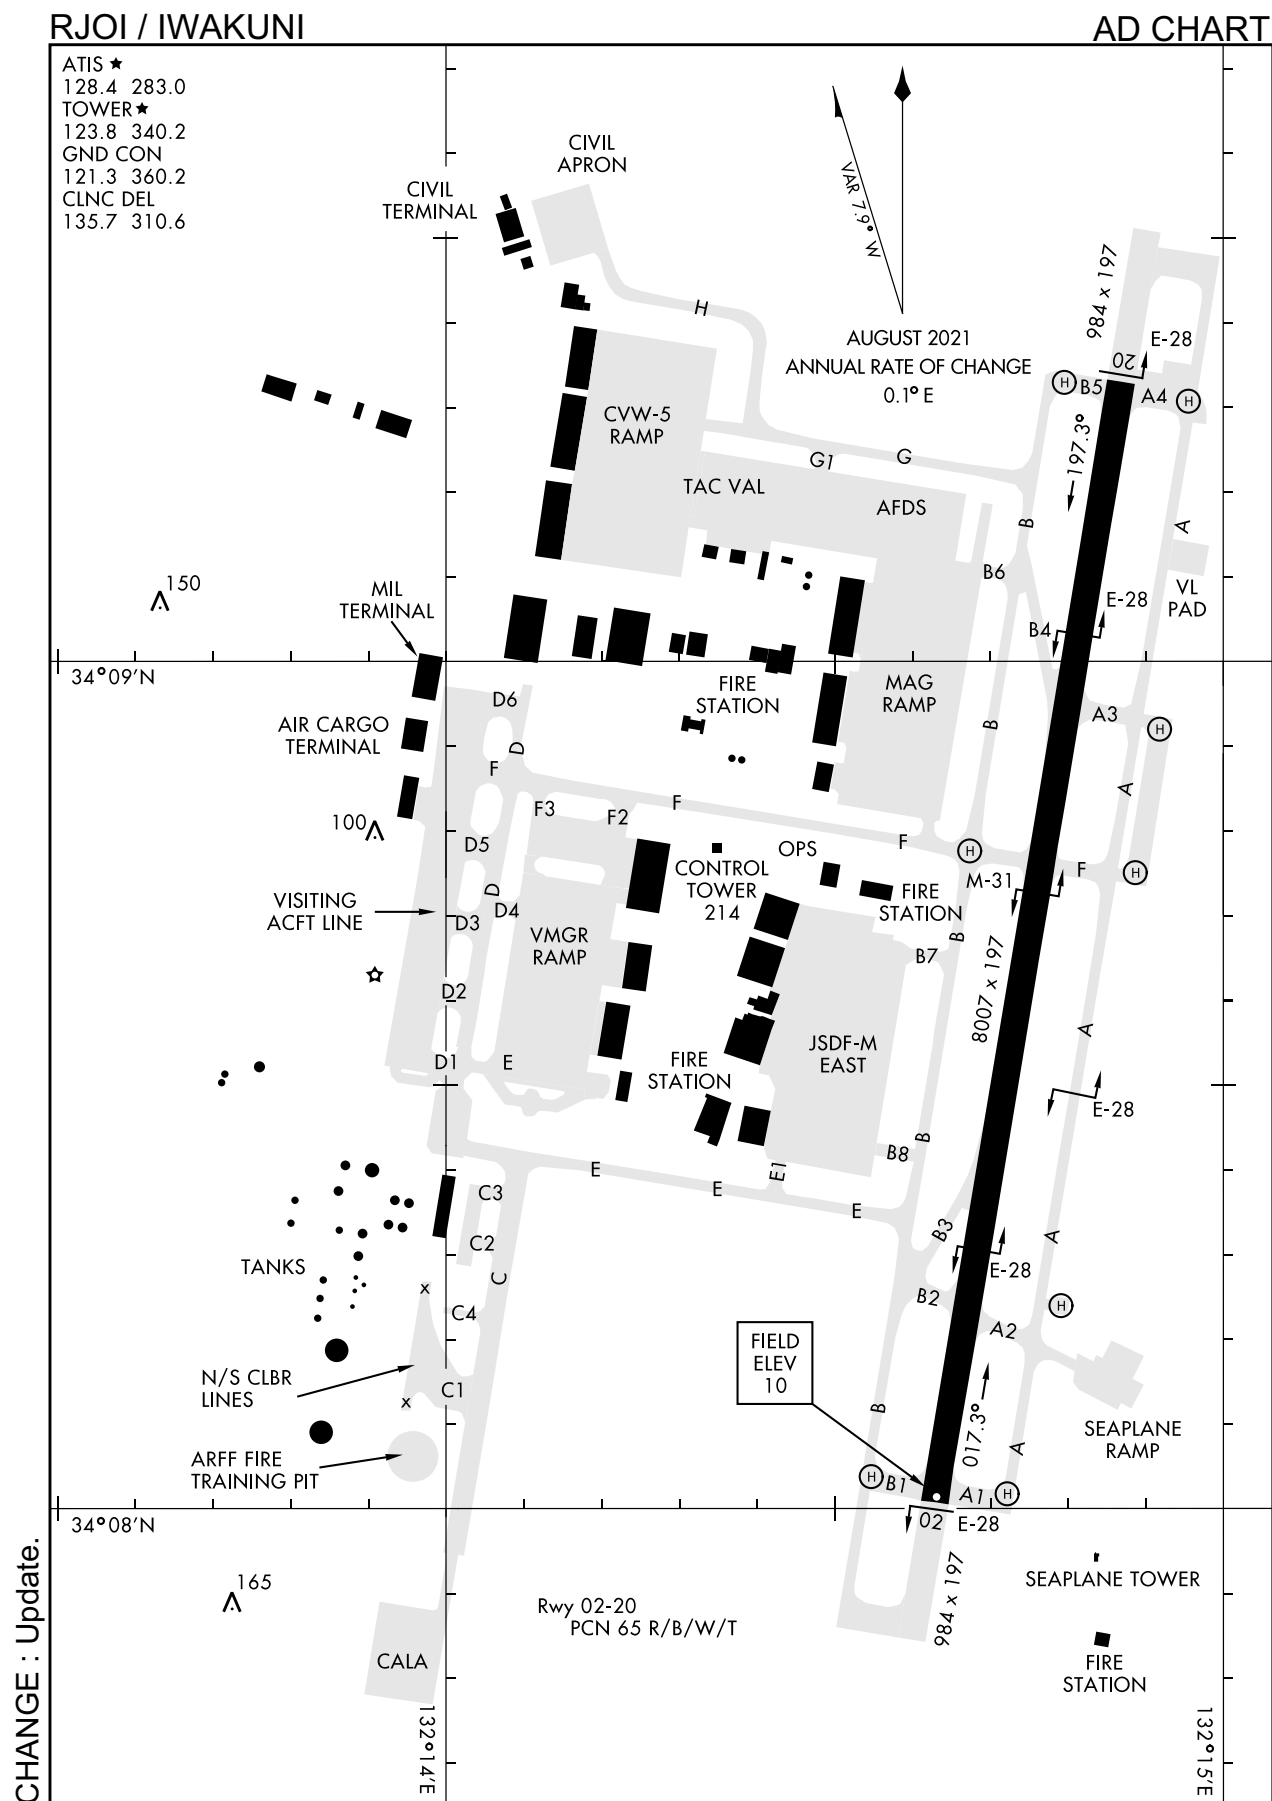 RJOI / IWAKUNI
AD CHART
ATIS ★
128.4 283.0
TOWER★
123.8 340.2
GND CON
121.3 360.2
CLNC DEL
135.7 310.6
CIVIL
APRON
CIVIL
TERMINAL
VAR 7.9° W
H
AUGUST 2021
ANNUAL RATE OF CHANGE
0.1° E
984 x 197
E-28
20
H
B5
A4
H
197.3°
CVW-5
RAMP
G1
G
TAC VAL
AFDS
B
A
B6
VL
PAD
E-28
B4
150
MIL
TERMINAL
34°09'N
D6
FIRE
STATION
MAG
RAMP
A3
H
B
AIR CARGO
TERMINAL
D
F
F3
F2
F
A
100
D5
CONTROL
TOWER
214
OPS
F
H
F
H
M-31
FIRE
STATION
VISITING
ACFT LINE
D
D4
D3
VMGR
RAMP
B
B7
D2
8007 x 197
A
D1
E
FIRE
STATION
JSDF-M
EAST
E-28
B
B8
E
E1
E
E
C3
C2
C
C4
C1
TANKS
x
N/S CLBR
LINES
x
ARFF FIRE
TRAINING PIT
B3
A
E-28
B2
H
A2
FIELD
ELEV
10
B
017.3°
A
SEAPLANE
RAMP
H
B1
A1
H
02
E-28
34°08'N
984 x 197
SEAPLANE TOWER
165
Rwy 02-20
PCN 65 R/B/W/T
CALA
FIRE
STATION
132°14'E
132°15'E
CHANGE : Update.